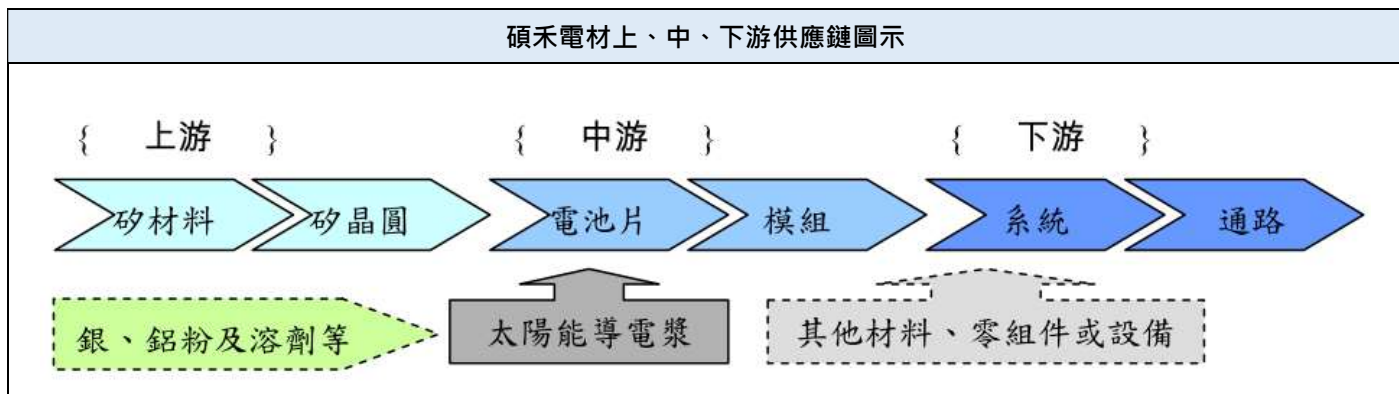 碩禾電材上、中、下游供應鏈圖示
{ 上游 } { 中游 } { 下游 }
矽材料 矽晶圓 電池片 模組 系統 通路
銀、鋁粉及溶劑等 太陽能導電漿 其他材料、零組件或設備